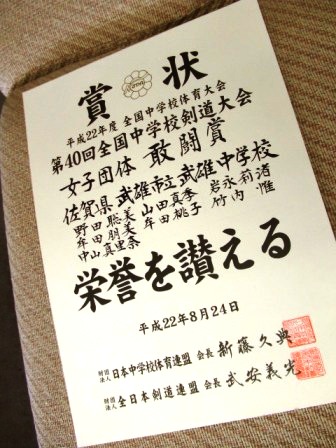 賞状
平成22年度 全国中学校体育大会
第40回全国中学校剣道大会
女子団体 敢闘賞
佐賀県 武雄市立武雄中学校
野田聡美 山田真季 岩永莉渚
牟田朋美 牟田桃子 竹内惟
中山真里奈
栄誉を讃える
平成22年8月24日
財団法人 日本中学校体育連盟 会長 新藤久典
財団法人 全日本剣道連盟 会長 武安義光